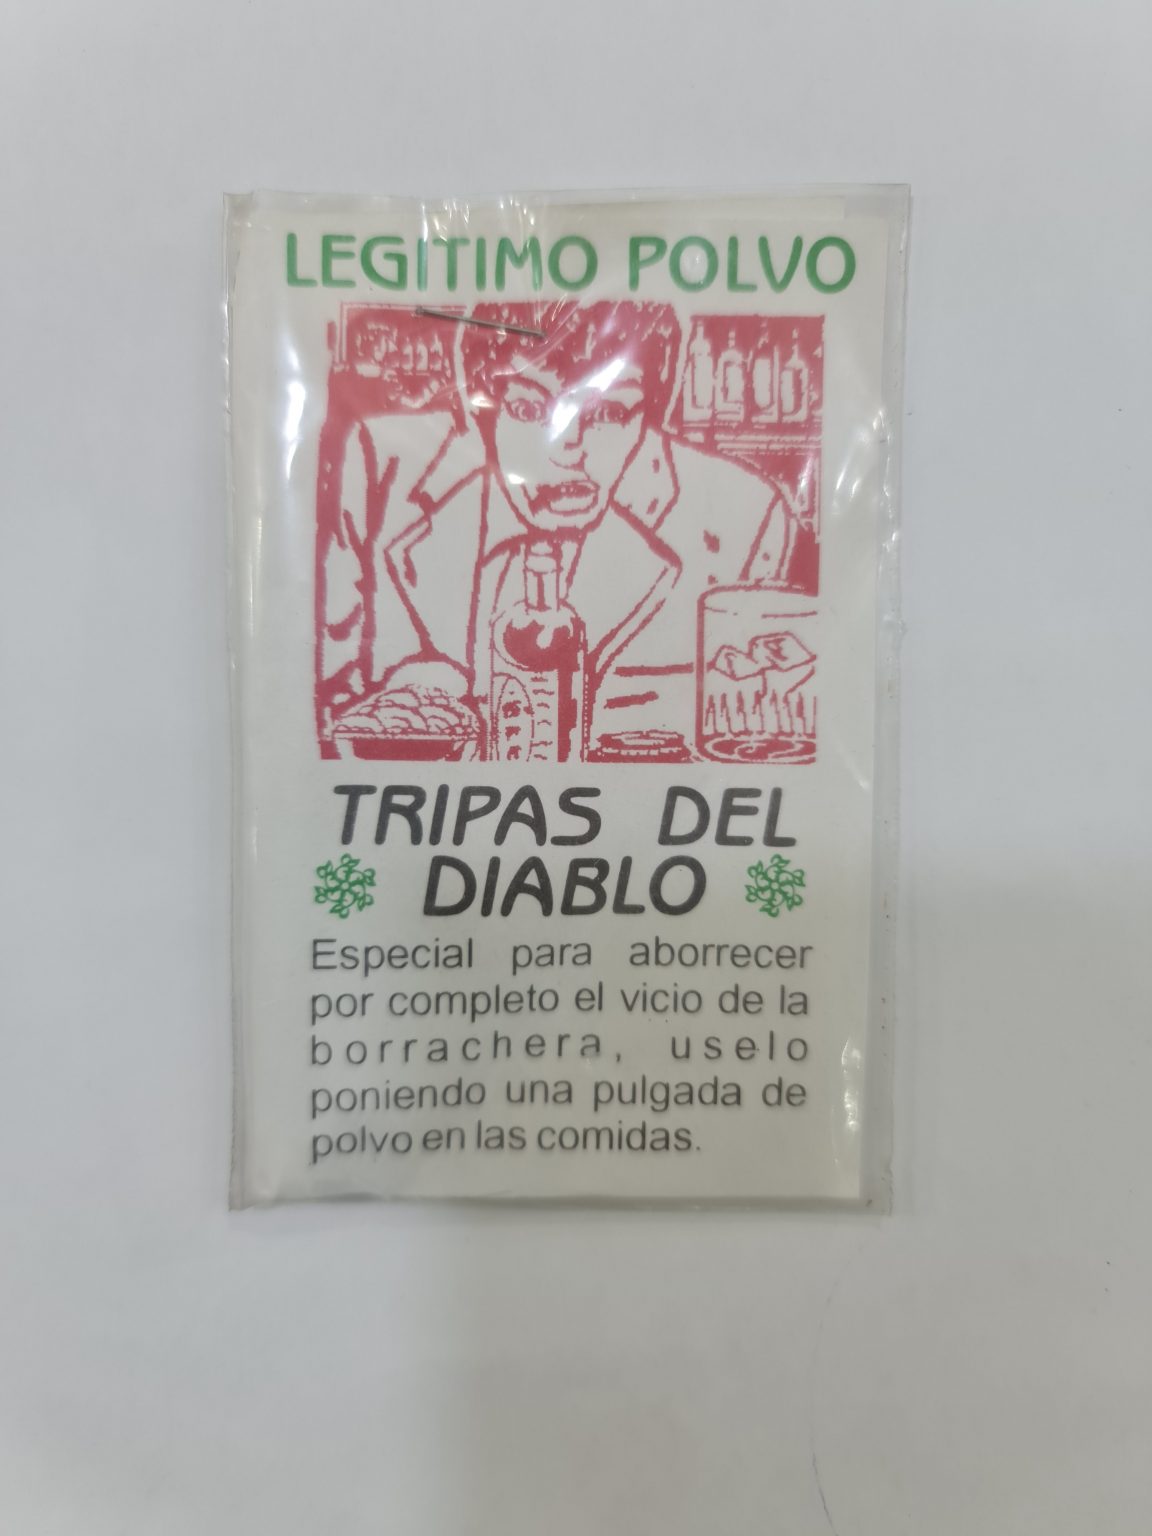 LEGITIMO POLVO
TRIPAS DEL
DIABLO
Especial para aborrecer
por completo el vicio de la
borrachera, uselo
poniendo una pulgada de
polvo en las comidas.